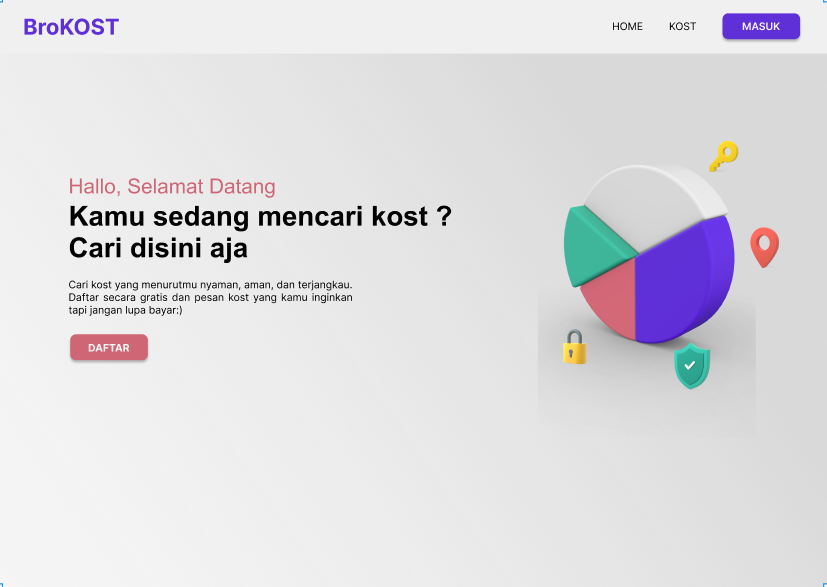 BroKOST
HOME
KOST
MASUK
Hallo, Selamat Datang
Kamu sedang mencari kost ?
Cari disini aja
Cari kost yang menurutmu nyaman, aman, dan terjangkau.
Daftar secara gratis dan pesan kost yang kamu inginkan
tapi jangan lupa bayar:)
DAFTAR